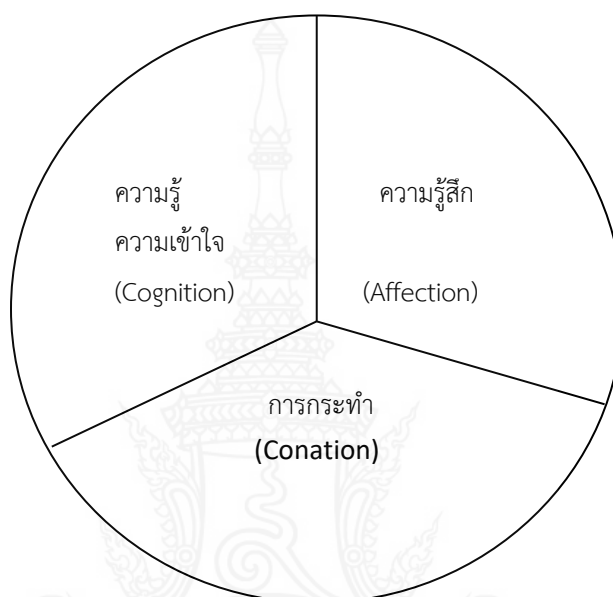 ความรู้
ความเข้าใจ
(Cognition)
ความรู้สึก
(Affection)
การกระทำ
(Conation)